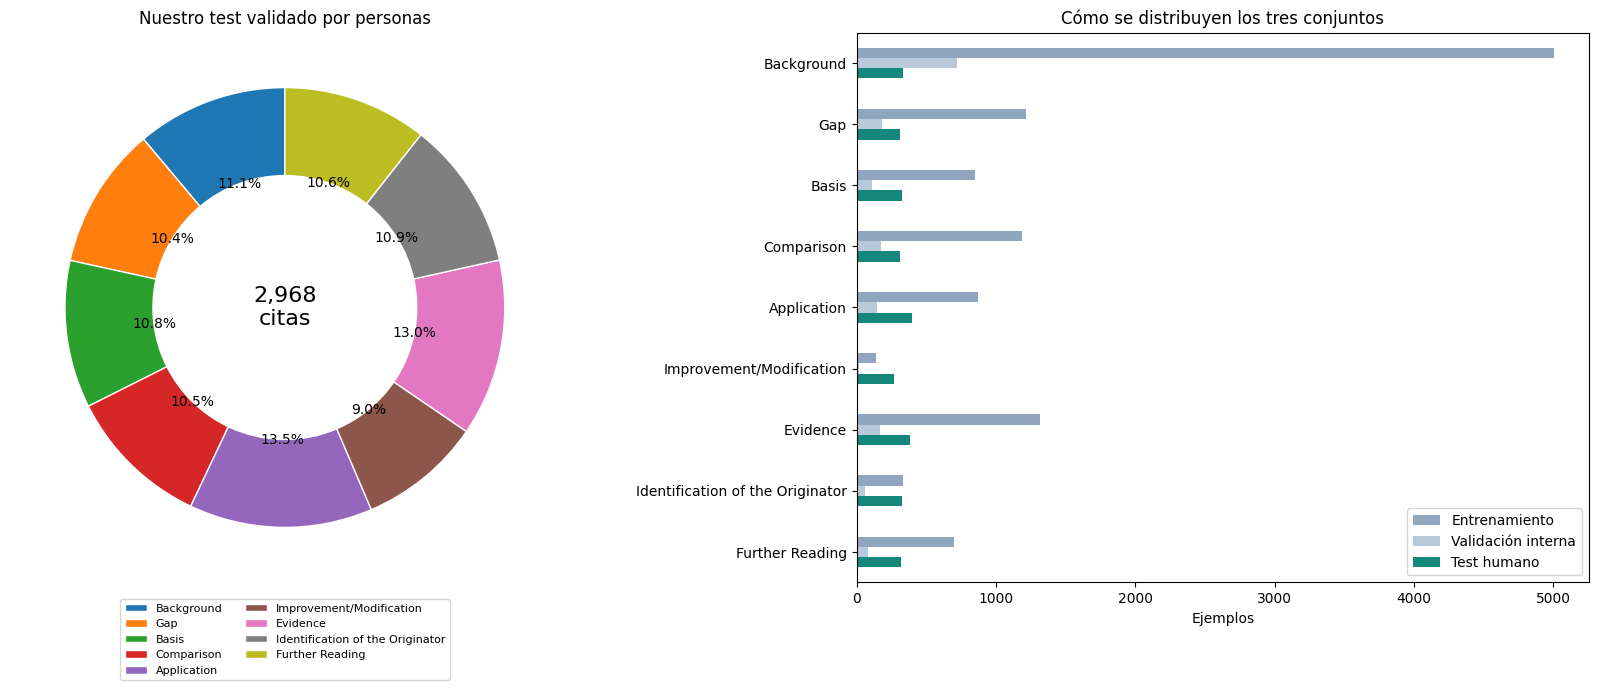 Nuestro test validado por personas
11.1%
10.6%
10.4%
10.9%
10.8%
13.0%
10.5%
9.0%
13.5%
2,968
citas
Background
Gap
Basis
Comparison
Application
Improvement/Modification
Evidence
Identification of the Originator
Further Reading
Cómo se distribuyen los tres conjuntos
Background
Gap
Basis
Comparison
Application
Improvement/Modification
Evidence
Identification of the Originator
Further Reading
Entrenamiento
Validación interna
Test humano
0 1000 2000 3000 4000 5000
Ejemplos